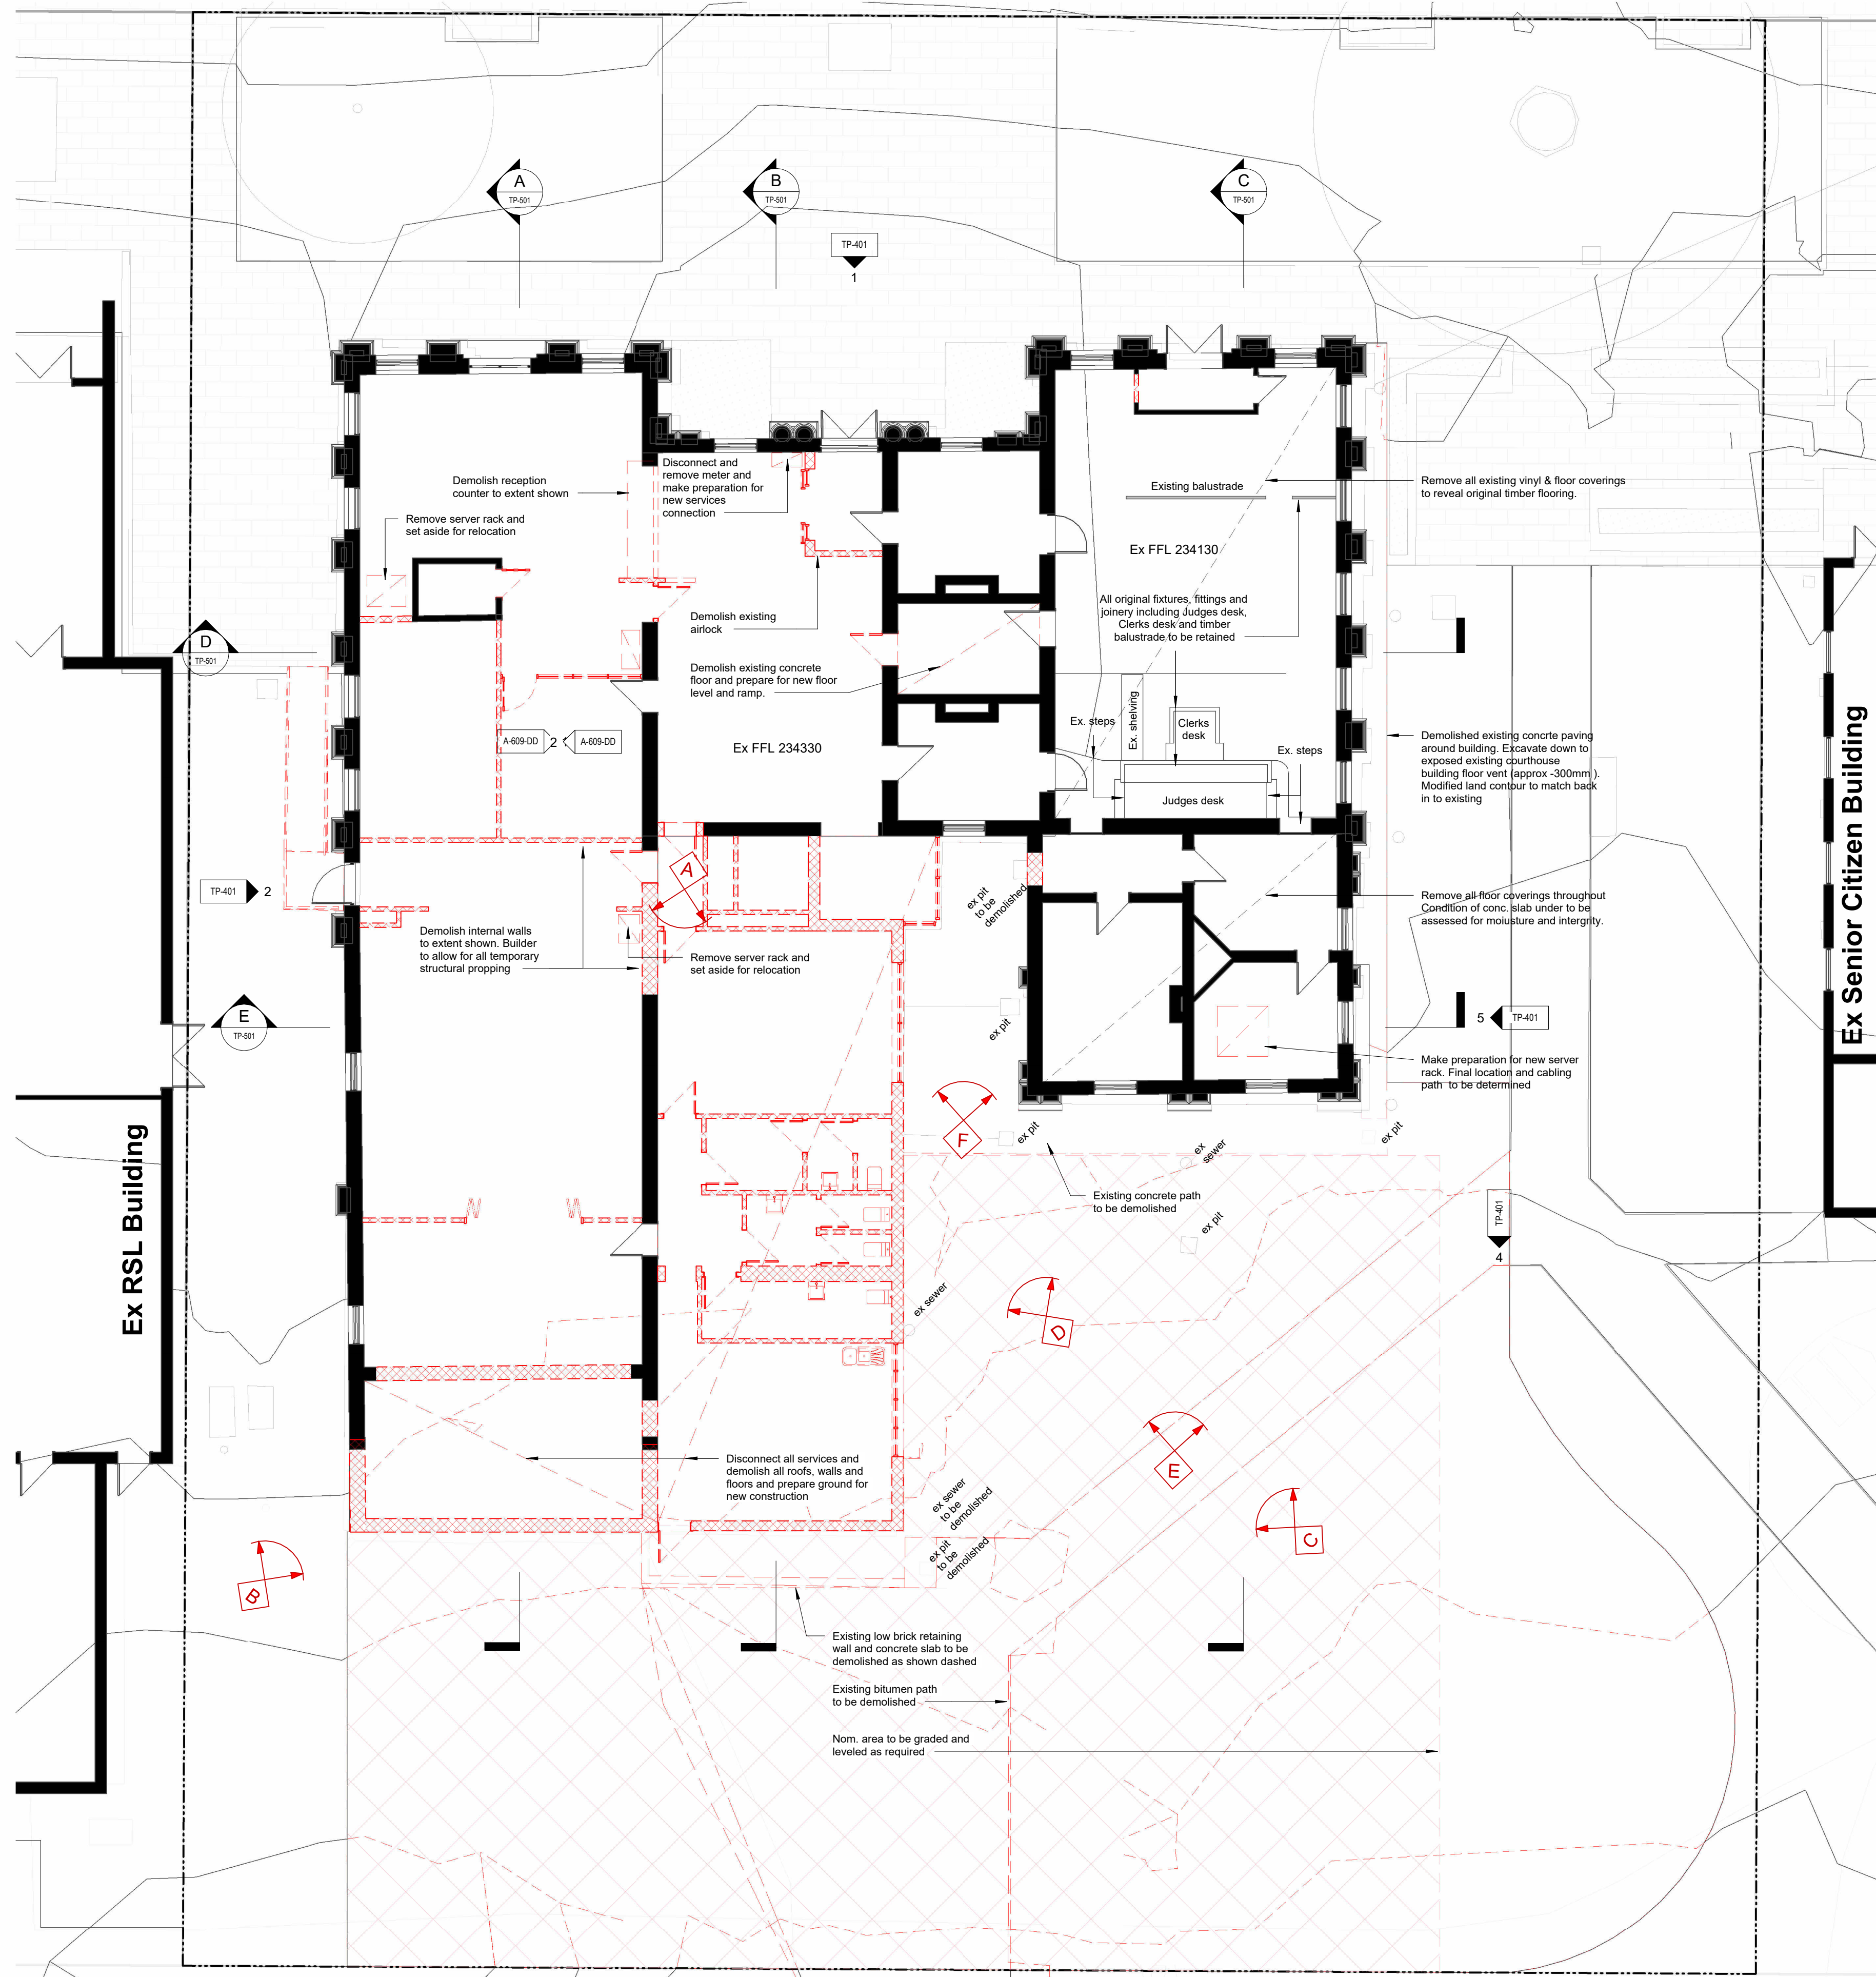 A
TP-501
B
TP-501
C
TP-501
TP-401
1
Disconnect and
remove meter and
make preparation for
new services
connection
Demolish reception
counter to extent shown
Remove server rack and
set aside for relocation
Existing balustrade
Remove all existing vinyl & floor coverings
to reveal original timber flooring.
Ex FFL 234130
All original fixtures, fittings and
joinery including Judges desk,
Clerks desk and timber
balustrade to be retained
Demolish existing
airlock
D
TP-501
Demolish existing concrete
floor and prepare for new floor
level and ramp.
Ex. steps
Ex. shelving
Clerks
desk
Ex. steps
Judges desk
A-609-DD
2
A-609-DD
Ex FFL 234330
Demolished existing concrte paving
around building. Excavate down to
exposed existing courthouse
building floor vent (approx -300mm ).
Modified land contour to match back
in to existing
Ex Senior Citizen Building
TP-401
2
A
ex pit
to be
demolished
Remove all floor coverings throughout
Condition of conc. slab under to be
assessed for moiusture and intergrity.
Demolish internal walls
to extent shown. Builder
to allow for all temporary
structural propping
Remove server rack and
set aside for relocation
E
TP-501
ex pit
5
TP-401
Make preparation for new server
rack. Final location and cabling
path to be determined
F
ex pit
ex
sewer
ex pit
Ex RSL Building
Existing concrete path
to be demolished
ex pit
TP-401
4
ex sewer
D
E
Disconnect all services and
demolish all roofs, walls and
floors and prepare ground for
new construction
ex sewer
to be
demolished
C
ex pit
to be
demolished
B
Existing low brick retaining
wall and concrete slab to be
demolished as shown dashed
Existing bitumen path
to be demolished
Nom. area to be graded and
leveled as required